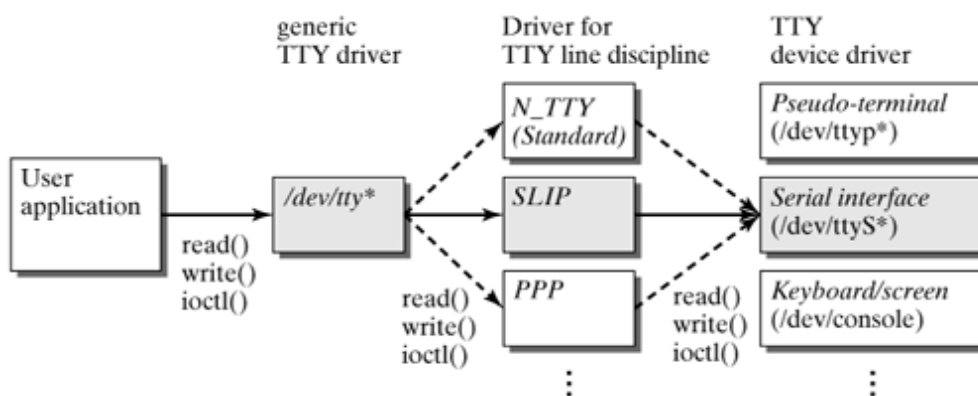 generic
TTY driver
Driver for
TTY line discipline
TTY
device driver
User
application
read()
write()
ioctl()
/dev/tty*
N_TTY
(Standard)
SLIP
PPP
read()
write()
ioctl()
read()
write()
ioctl()
Pseudo-terminal
(/dev/ttyp*)
Serial interface
(/dev/ttyS*)
Keyboard/screen
(/dev/console)